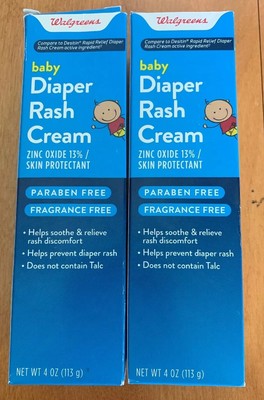 Walgreens
Compare to Desitin® Rapid Relief Diaper
Rash Cream active ingredient†
baby
Diaper
Rash
Cream
ZINC OXIDE 13% /
SKIN PROTECTANT
PARABEN FREE
FRAGRANCE FREE
• Helps soothe & relieve
rash discomfort
• Helps prevent diaper rash
• Does not contain Talc
NET WT 4 OZ (113 g)
Walgreens
Compare to Desitin® Rapid Relief Diaper
Rash Cream active ingredient†
baby
Diaper
Rash
Cream
ZINC OXIDE 13% /
SKIN PROTECTANT
PARABEN FREE
FRAGRANCE FREE
• Helps soothe & relieve
rash discomfort
• Helps prevent diaper rash
• Does not contain Talc
NET WT 4 OZ (113 g)